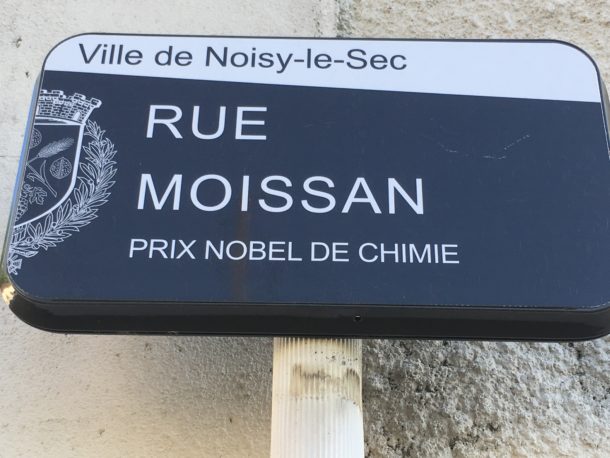 Ville de Noisy-le-Sec
RUE
MOISSAN
PRIX NOBEL DE CHIMIE